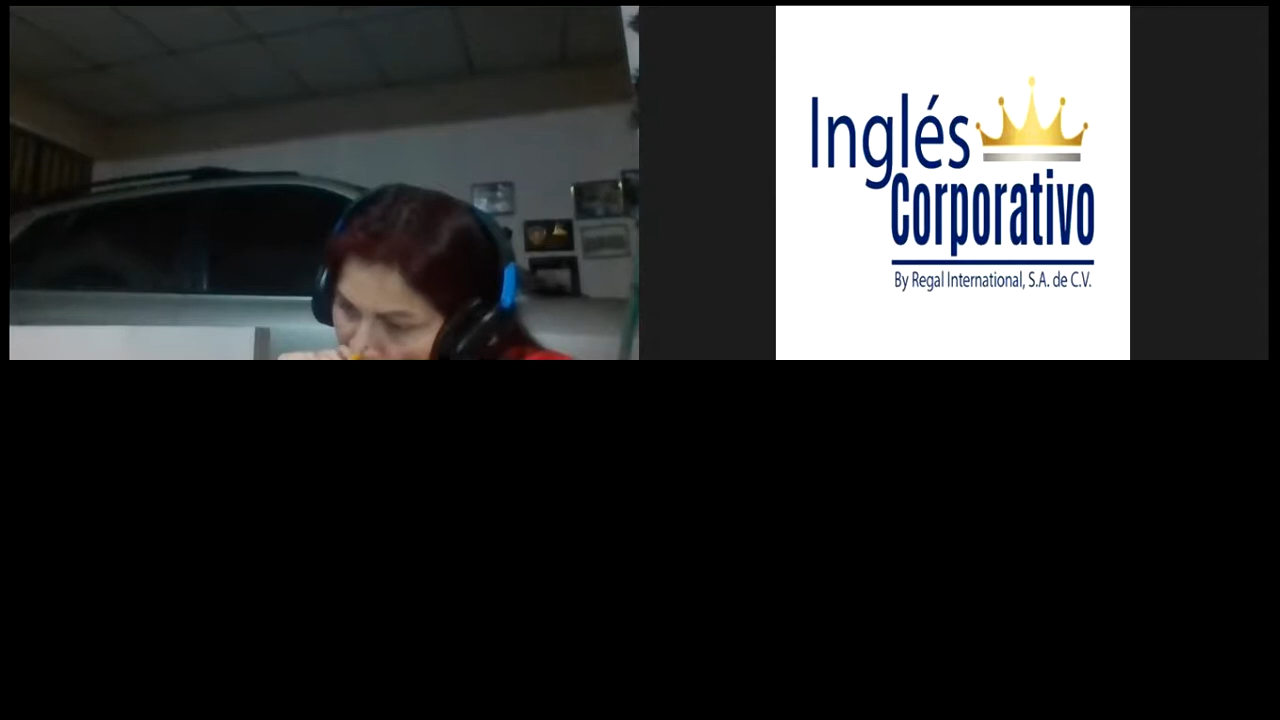 Inglés
Corporativo
By Regal International, S.A. de C.V.